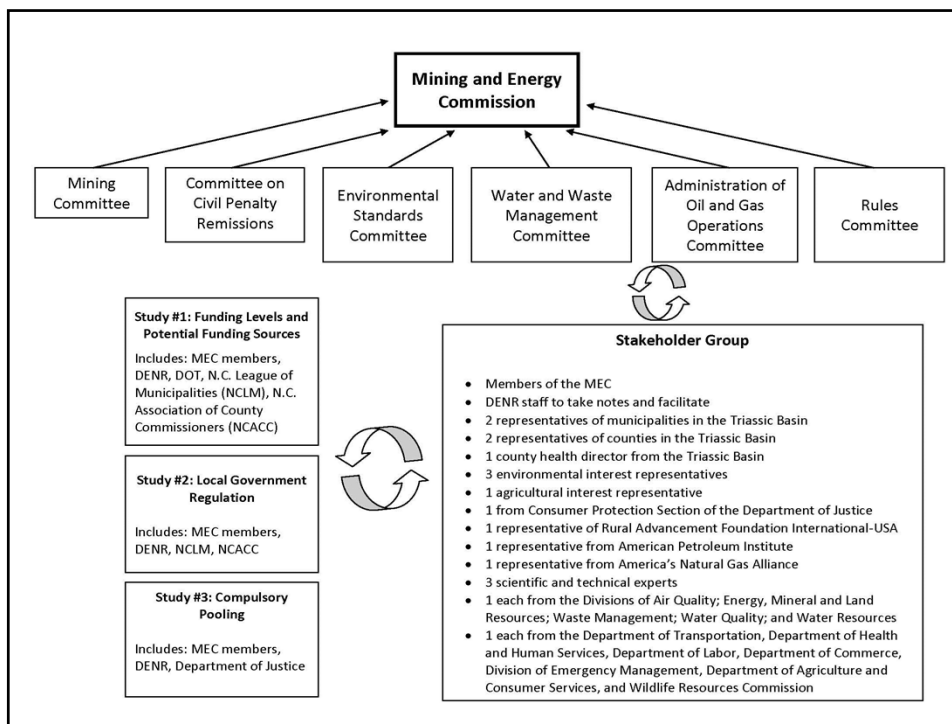 Mining and Energy
Commission
Mining
Committee
Committee on
Civil Penalty
Remissions
Environmental
Standards
Committee
Water and Waste
Management
Committee
Administration of
Oil and Gas
Operations
Committee
Rules
Committee
Study #1: Funding Levels and
Potential Funding Sources
Includes: MEC members,
DENR, DOT, N.C. League of
Municipalities (NCLM), N.C.
Association of County
Commissioners (NCACC)
Study #2: Local Government
Regulation
Includes: MEC members,
DENR, NCLM, NCACC
Study #3: Compulsory
Pooling
Includes: MEC members,
DENR, Department of Justice
Stakeholder Group
• Members of the MEC
• DENR staff to take notes and facilitate
• 2 representatives of municipalities in the Triassic Basin
• 2 representatives of counties in the Triassic Basin
• 1 county health director from the Triassic Basin
• 3 environmental interest representatives
• 1 agricultural interest representative
• 1 from Consumer Protection Section of the Department of Justice
• 1 representative of Rural Advancement Foundation International-USA
• 1 representative from American Petroleum Institute
• 1 representative from America's Natural Gas Alliance
• 3 scientific and technical experts
• 1 each from the Divisions of Air Quality; Energy, Mineral and Land
Resources; Waste Management; Water Quality; and Water Resources
• 1 each from the Department of Transportation, Department of Health
and Human Services, Department of Labor, Department of Commerce,
Division of Emergency Management, Department of Agriculture and
Consumer Services, and Wildlife Resources Commission